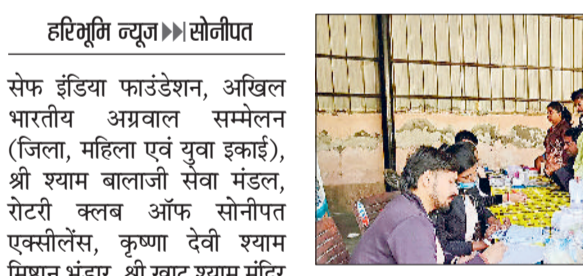 हरिभूमि न्यूज▶▶|सोनीपत
सेफ इंडिया फाउंडेशन, अखिल
भारतीय अग्रवाल सम्मेलन
(जिला, महिला एवं युवा इकाई),
श्री श्याम बालाजी सेवा मंडल,
रोटरी क्लब ऑफ सोनीपत
एक्सीलेंस, कृष्णा देवी श्याम
मिष्ठान भंडार, श्री खाटू श्याम मंदिर